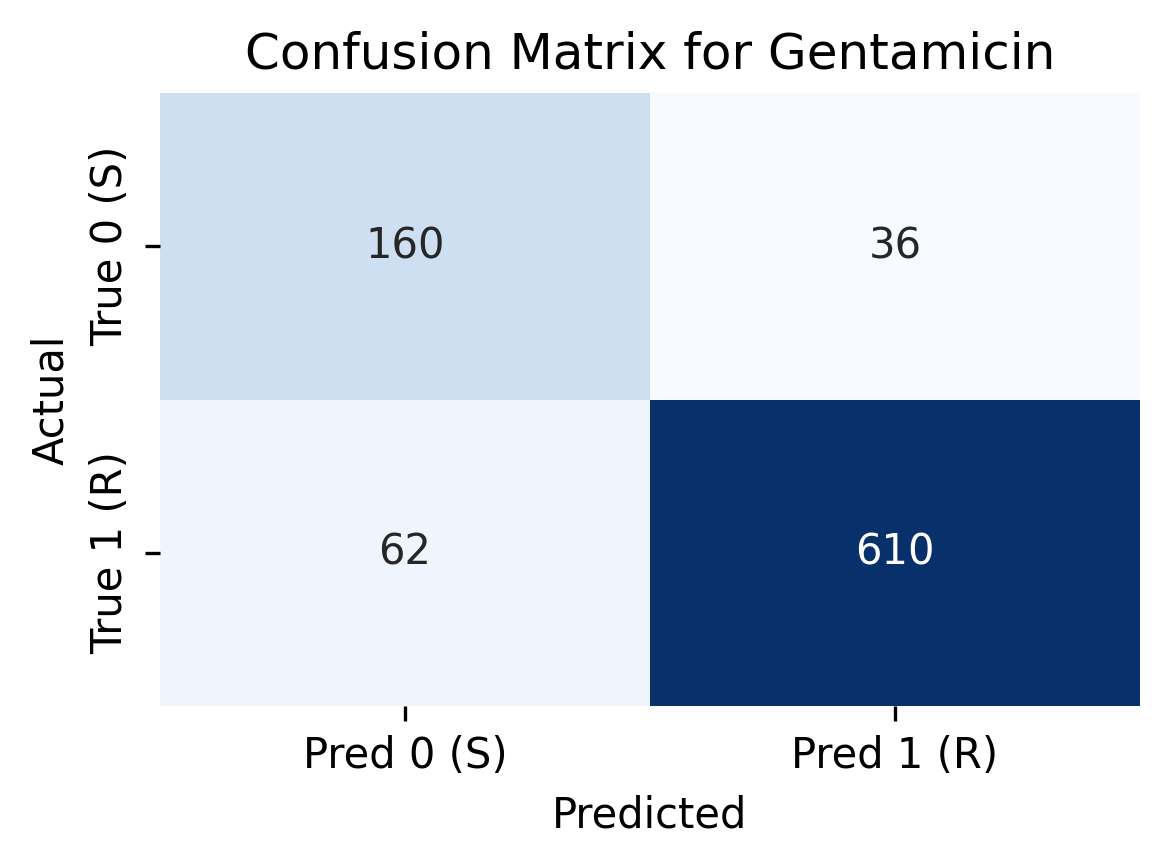 Confusion Matrix for Gentamicin
Actual
True 0 (S)
160
36
True 1 (R)
62
610
Pred 0 (S)
Pred 1 (R)
Predicted